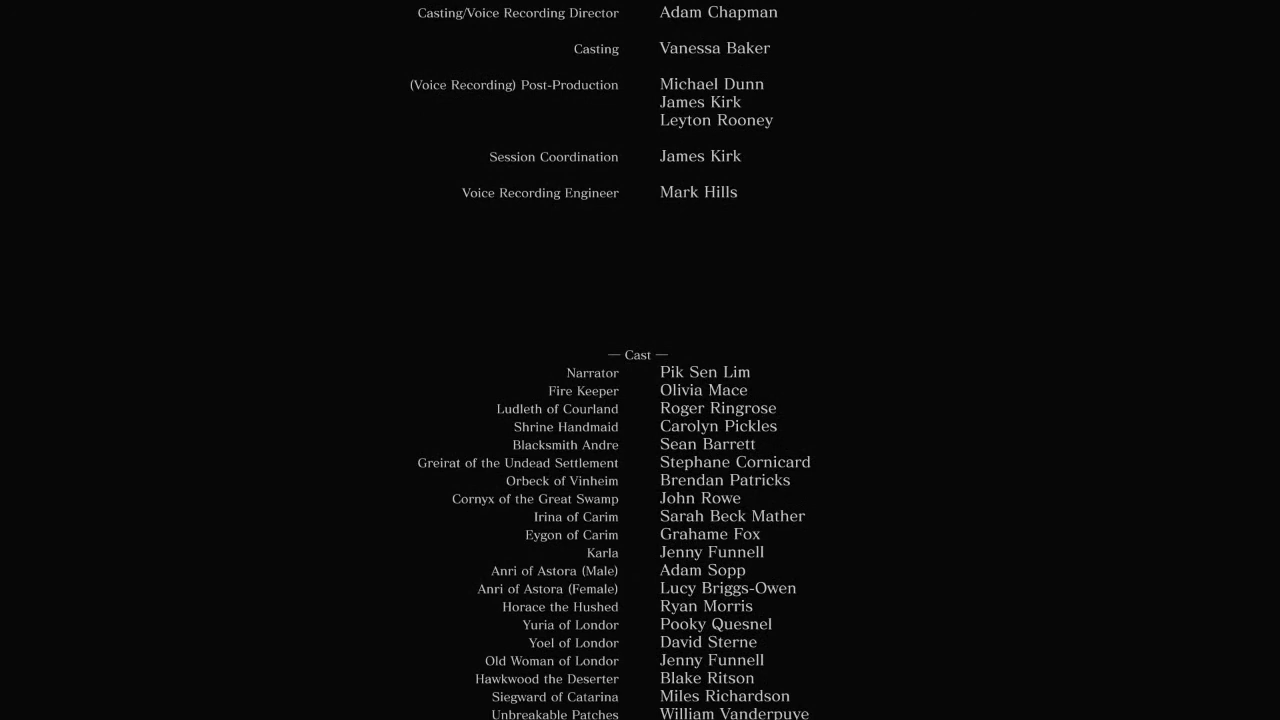 Casting/Voice Recording Director Adam Chapman
Casting Vanessa Baker
(Voice Recording) Post-Production Michael Dunn
James Kirk
Leyton Rooney
Session Coordination James Kirk
Voice Recording Engineer Mark Hills
— Cast —
Narrator Pik Sen Lim
Fire Keeper Olivia Mace
Ludleth of Courland Roger Ringrose
Shrine Handmaid Carolyn Pickles
Blacksmith Andre Sean Barrett
Greirat of the Undead Settlement Stephane Cornicard
Orbeck of Vinheim Brendan Patricks
Cornyx of the Great Swamp John Rowe
Irina of Carim Sarah Beck Mather
Eygon of Carim Grahame Fox
Karla Jenny Funnell
Anri of Astora (Male) Adam Sopp
Anri of Astora (Female) Lucy Briggs-Owen
Horace the Hushed Ryan Morris
Yuria of Londor Pooky Quesnel
Yoel of Londor David Sterne
Old Woman of Londor Jenny Funnell
Hawkwood the Deserter Blake Ritson
Siegward of Catarina Miles Richardson
Unbreakable Patches William Vanderpuye